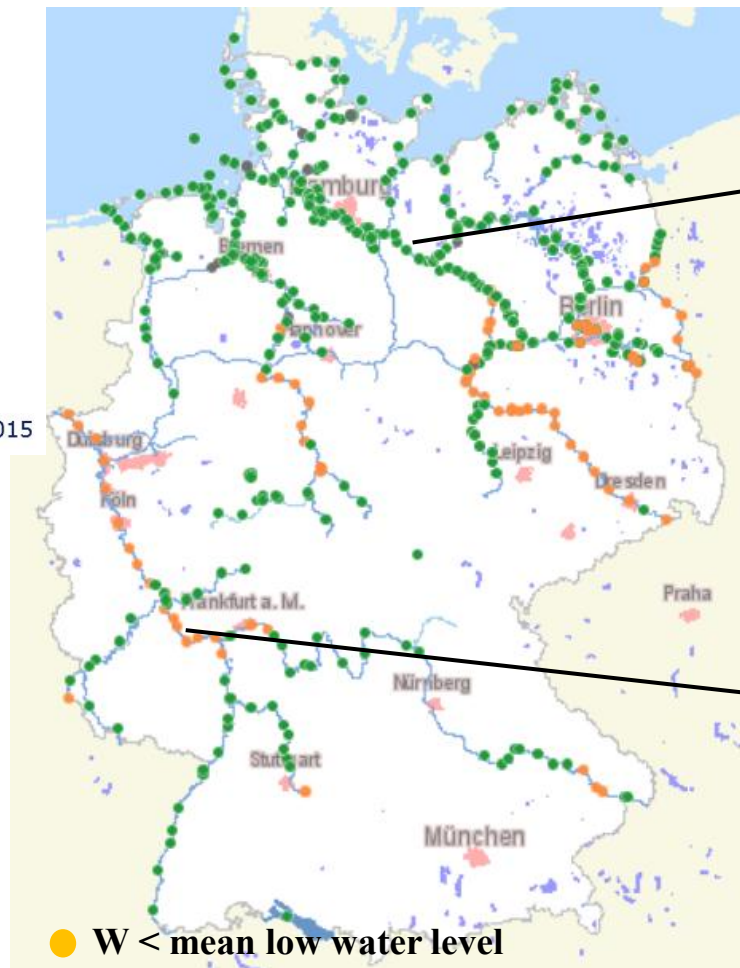 Hamburg
Bremen
Berlin
Hannover
015
Duisburg
Leipzig
Köln
Dresden
Praha
Frankfurt a. M.
Nürnberg
Stuttgart
München
W < mean low water level